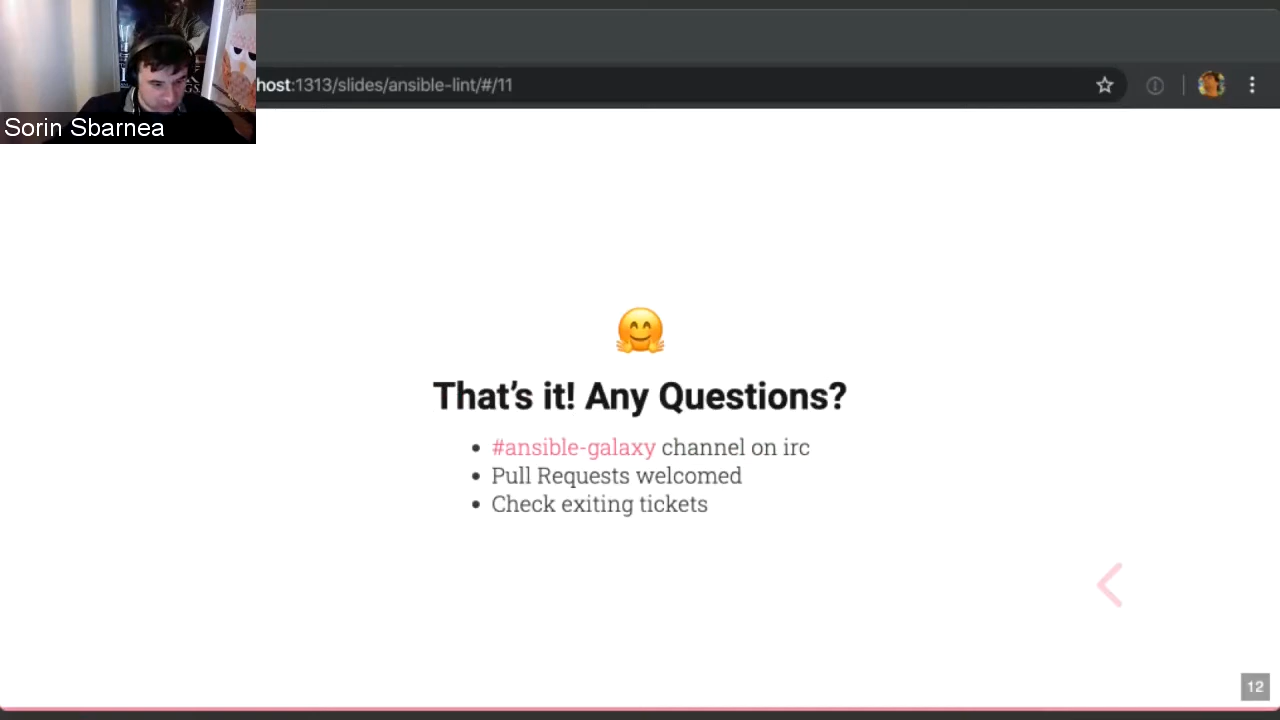 Sorin Sbarnea
host:1313/slides/ansible-lint/#/11
That's it! Any Questions?
#ansible-galaxy channel on irc
Pull Requests welcomed
Check exiting tickets
12